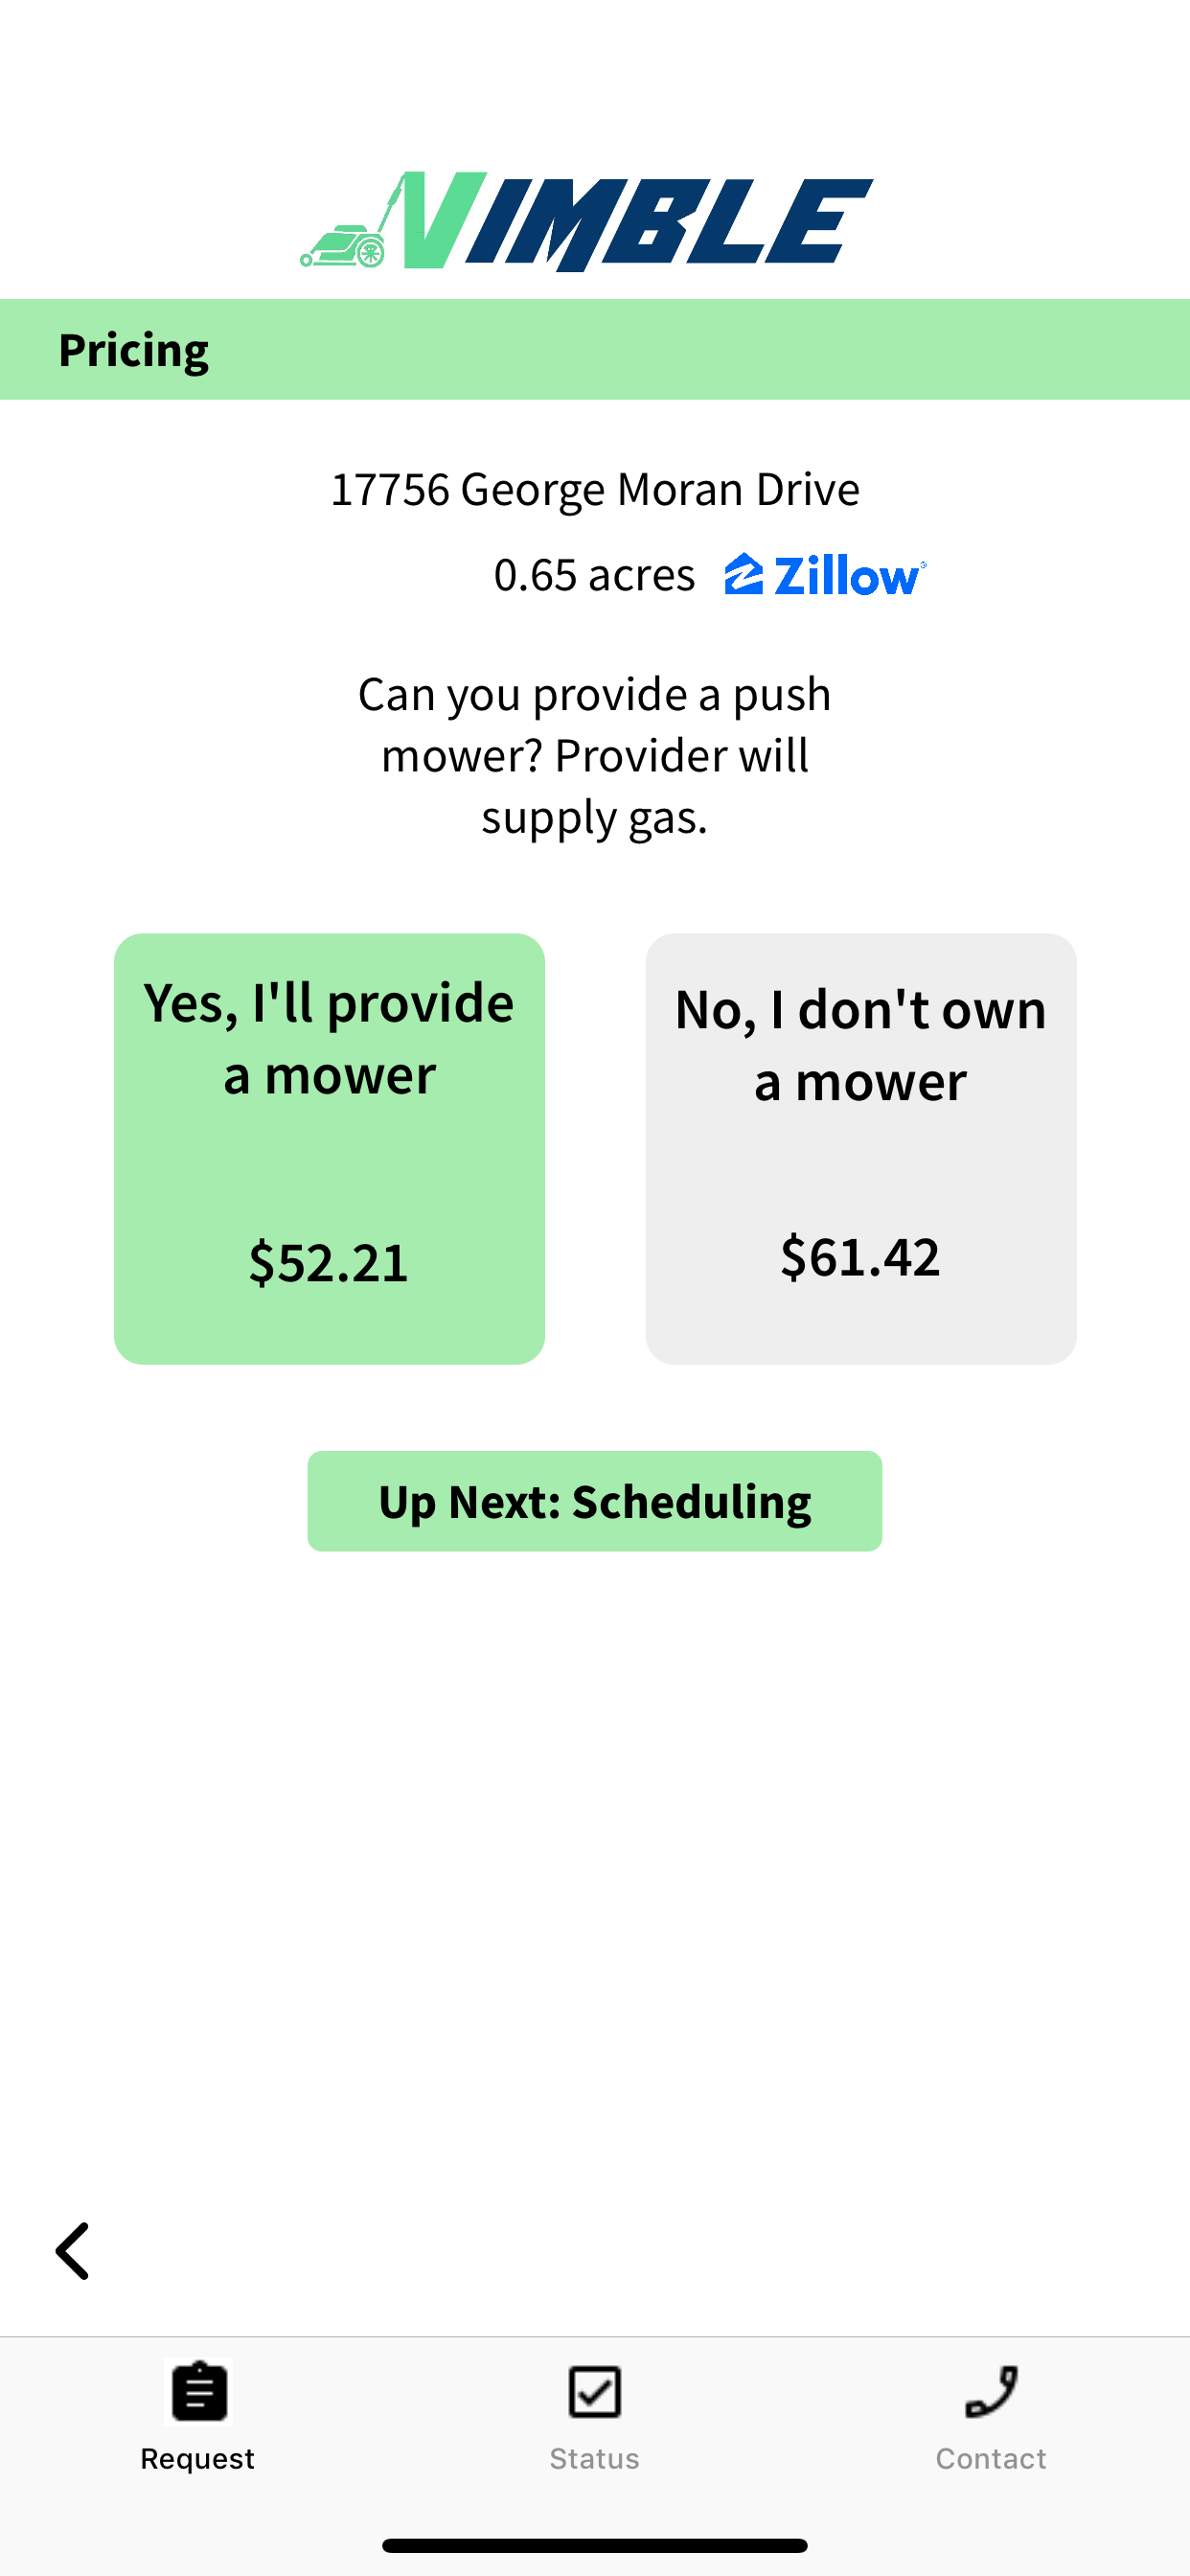 NIMBLE
Pricing
17756 George Moran Drive
0.65 acres Zillow®
Can you provide a push
mower? Provider will
supply gas.
Yes, I'll provide
a mower
$52.21
No, I don't own
a mower
$61.42
Up Next: Scheduling
Request Status Contact